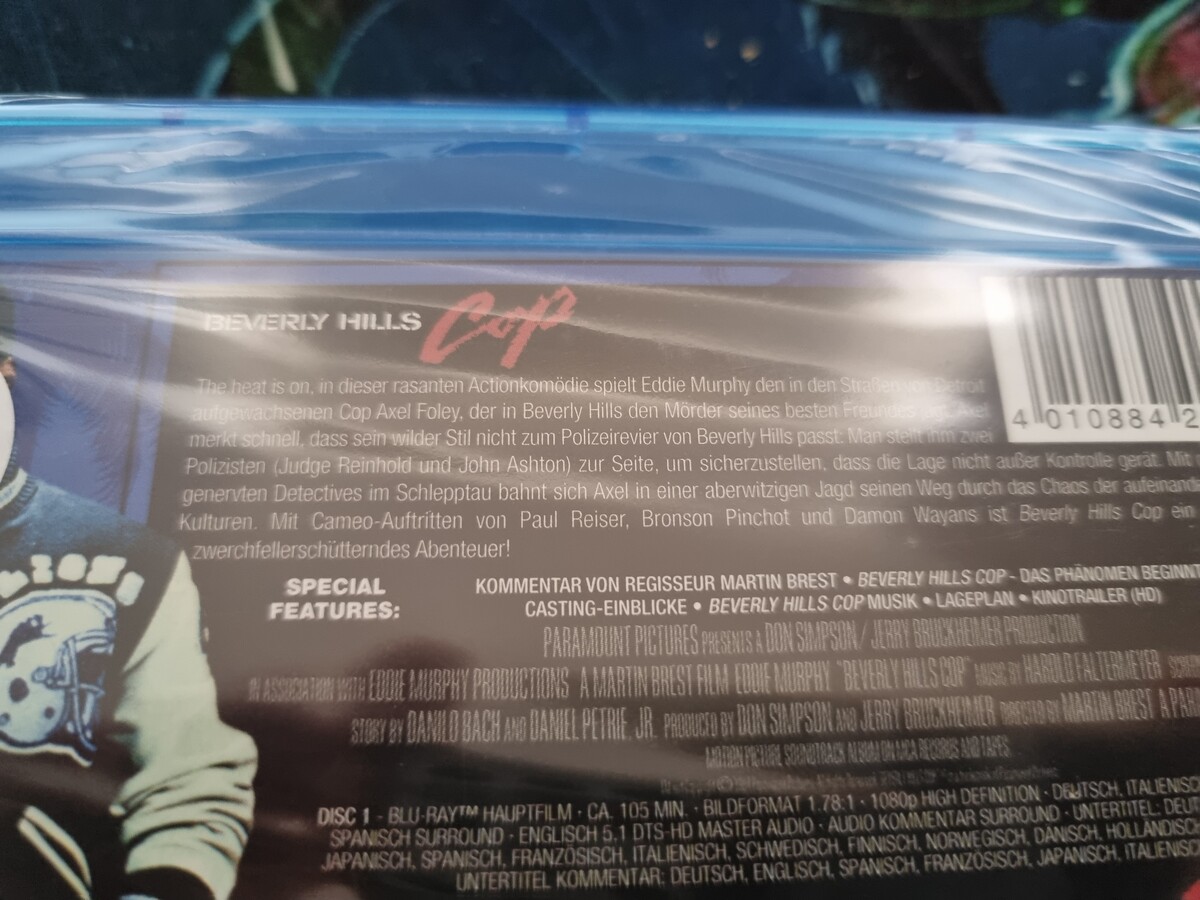 BEVERLY HILLS Cop
The heat is on, in dieser rasanten Actionkomödie spielt Eddie Murphy den in den Straßen von Detroit
aufgewachsenen Cop Axel Foley, der in Beverly Hills den Mörder seines besten Freundes jagt. Axel
merkt schnell, dass sein wilder Stil nicht zum Polizeirevier von Beverly Hills passt. Man stellt ihm zwei
Polizisten (Judge Reinhold und John Ashton) zur Seite, um sicherzustellen, dass die Lage nicht außer Kontrolle gerät. Mit
genervten Detectives im Schlepptau bahnt sich Axel in einer aberwitzigen Jagd seinen Weg durch das Chaos der
Kulturen. Mit Cameo-Auftritten von Paul Reiser, Bronson Pinchot und Damon Wayans ist Beverly Hills Cop ein
zwerchfellerschütterndes Abenteuer!
4 010884 2
SPECIAL
FEATURES:
KOMMENTAR VON REGISSEUR MARTIN BREST • BEVERLY HILLS COP - DAS PHÄNOMEN BEGINNT
CASTING-EINBLICKE • BEVERLY HILLS COP MUSIK • LAGEPLAN • KINOTRAILER (HD)
PARAMOUNT PICTURES PRESENTS A DON SIMPSON / JERRY BRUCKHEIMER PRODUCTION
IN ASSOCIATION WITH EDDIE MURPHY PRODUCTIONS A MARTIN BREST FILM EDDIE MURPHY "BEVERLY HILLS COP" MUSIC BY HAROLD FALTERMEYER
STORY BY DANILO BACH AND DANIEL PETRIE, JR. PRODUCED BY DON SIMPSON AND JERRY BRUCKHEIMER DIRECTED BY MARTIN BREST A
MOTION PICTURE SOUNDTRACK ALBUM ON MCA RECORDS AND TAPES
DISC 1 · BLU-RAY™ HAUPTFILM · CA. 105 MIN. · BILDFORMAT 1.78:1 · 1080p HIGH DEFINITION · DEUTSCH, ITALIENISC
SPANISCH SURROUND · ENGLISCH 5.1 DTS-HD MASTER AUDIO · AUDIO KOMMENTAR SURROUND · UNTERTITEL: DEUT
JAPANISCH, SPANISCH, FRANZÖSISCH, ITALIENISCH, SCHWEDISCH, FINNISCH, NORWEGISCH, DÄNISCH, HOLLÄNDISC
UNTERTITEL KOMMENTAR: DEUTSCH, ENGLISCH, SPANISCH, FRANZÖSISCH, JAPANISCH, ITALIENISC